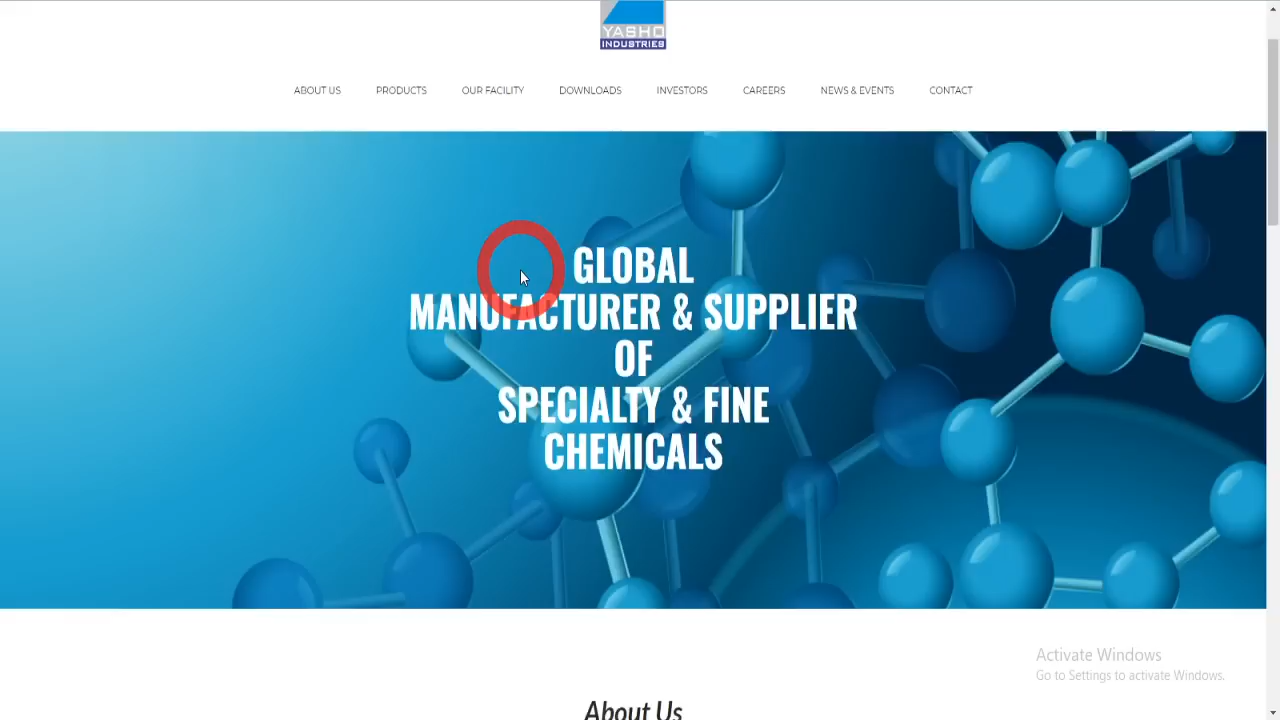 YASHO
INDUSTRIES
ABOUT US PRODUCTS OUR FACILITY DOWNLOADS INVESTORS CAREERS NEWS & EVENTS CONTACT
GLOBAL
MANUFACTURER & SUPPLIER
OF
SPECIALTY & FINE
CHEMICALS
Activate Windows
Go to Settings to activate Windows.
About Us